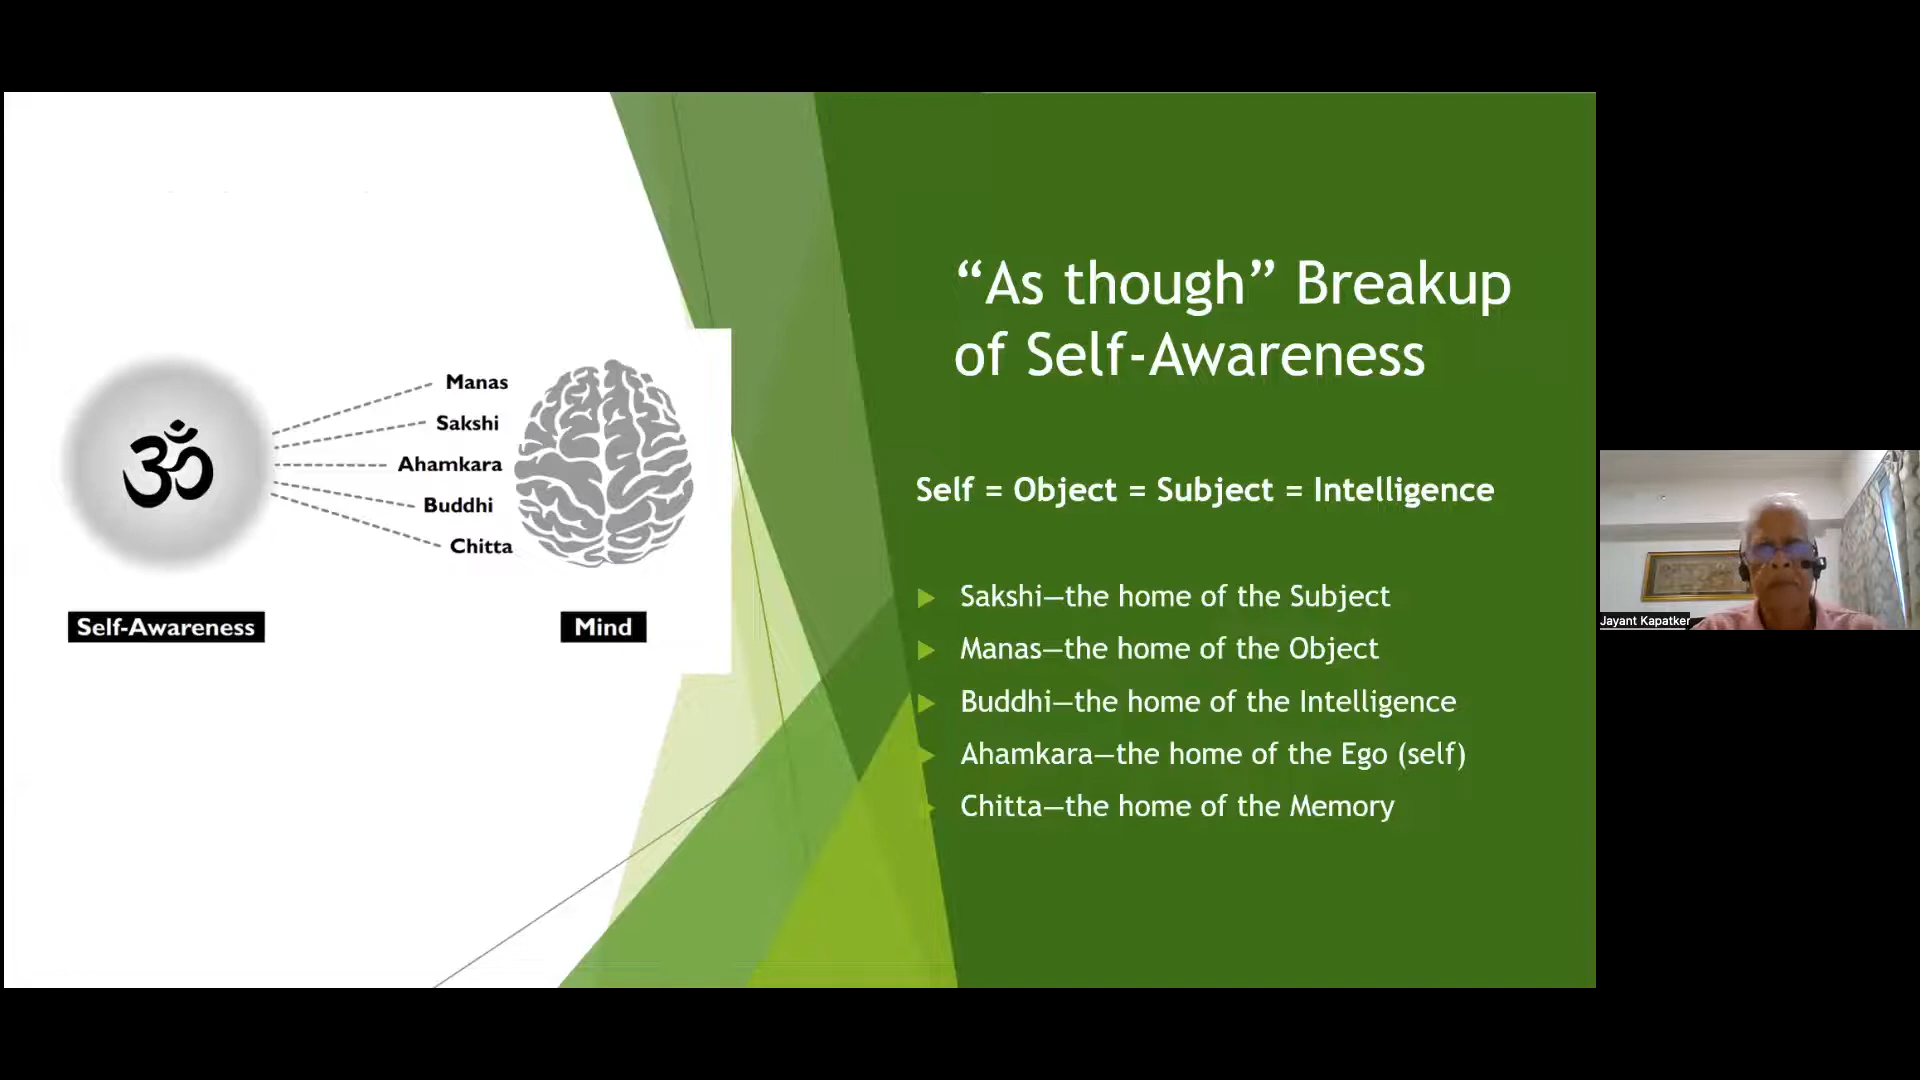 “As though” Breakup
of Self-Awareness
Self = Object = Subject = Intelligence
Sakshi—the home of the Subject
Manas—the home of the Object
Buddhi—the home of the Intelligence
Ahamkara—the home of the Ego (self)
Chitta—the home of the Memory
ॐ
Manas
Sakshi
Ahamkara
Buddhi
Chitta
Self-Awareness
Mind
Jayant Kapatker